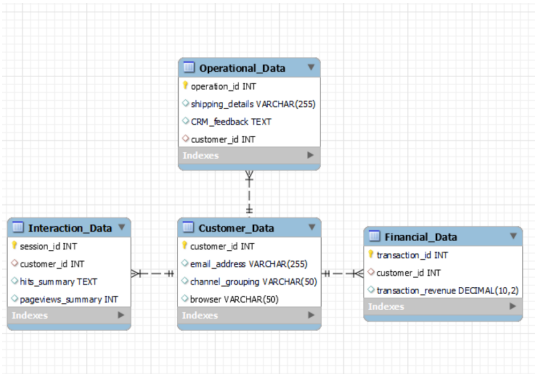 Operational_Data
operation_id INT
shipping_details VARCHAR(255)
CRM_feedback TEXT
customer_id INT
Indexes
Interaction_Data
session_id INT
customer_id INT
hits_summary TEXT
pageviews_summary INT
Indexes
Customer_Data
customer_id INT
email_address VARCHAR(255)
channel_grouping VARCHAR(50)
browser VARCHAR(50)
Indexes
Financial_Data
transaction_id INT
customer_id INT
transaction_revenue DECIMAL(10,2)
Indexes